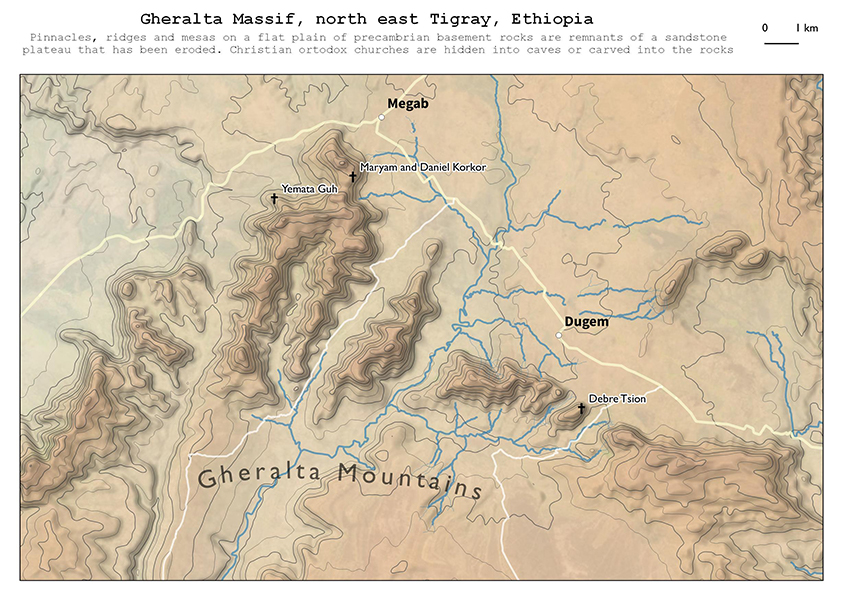 Gheralta Massif, north east Tigray, Ethiopia
Pinnacles, ridges and mesas on a flat plain of precambrian basement rocks are remnants of a sandstone
plateau that has been eroded. Christian ortodox churches are hidden into caves or carved into the rocks
0 1 km
Megab
Maryam and Daniel Korkor
Yemata Guh
Dugem
Debre Tsion
Gheralta Mountains